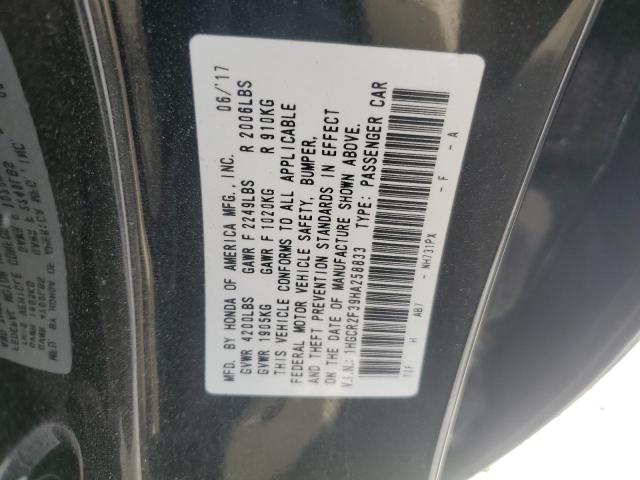 MFD. BY HONDA OF AMERICA MFG., INC. 06/'17
GVWR 4200LBS GAWR F 2249LBS R 2006LBS
GVWR 1905KG GAWR F 1020KG R 910KG
THIS VEHICLE CONFORMS TO ALL APPLICABLE
FEDERAL MOTOR VEHICLE SAFETY, BUMPER,
AND THEFT PREVENTION STANDARDS IN EFFECT
ON THE DATE OF MANUFACTURE SHOWN ABOVE.
V.I.N.: 1HGCR2F39HA258833 TYPE: PASSENGER CAR
T2F H AB7 - NH731PX - F - A